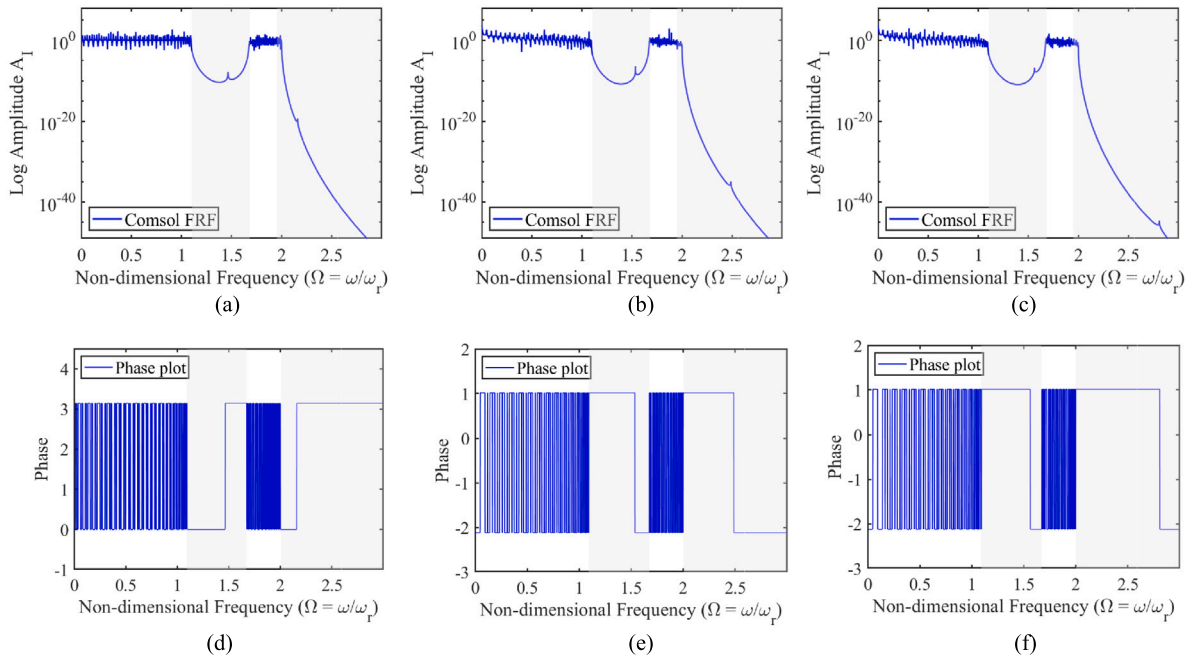 10^0
10^-20
10^-40
Log Amplitude A_I
Comsol FRF
0 0.5 1 1.5 2 2.5
Non-dimensional Frequency (Ω = ω/ω_r)
(a)
10^0
10^-20
10^-40
Log Amplitude A_I
Comsol FRF
0 0.5 1 1.5 2 2.5
Non-dimensional Frequency (Ω = ω/ω_r)
(b)
10^0
10^-20
10^-40
Log Amplitude A_I
Comsol FRF
0 0.5 1 1.5 2 2.5
Non-dimensional Frequency (Ω = ω/ω_r)
(c)
Phase plot
4
3
2
1
0
-1
Phase
0 0.5 1 1.5 2 2.5
Non-dimensional Frequency (Ω = ω/ω_r)
(d)
Phase plot
2
1
0
-1
-2
-3
Phase
0 0.5 1 1.5 2 2.5
Non-dimensional Frequency (Ω = ω/ω_r)
(e)
Phase plot
2
1
0
-1
-2
-3
Phase
0 0.5 1 1.5 2 2.5
Non-dimensional Frequency (Ω = ω/ω_r)
(f)